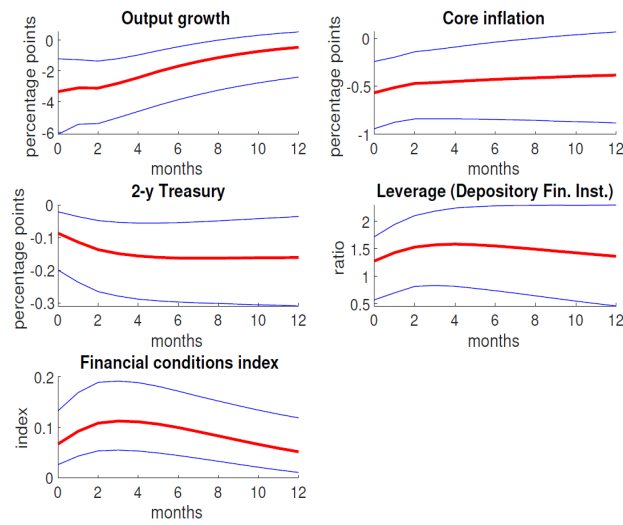 Output growth
percentage points
0
-2
-4
-6
0 2 4 6 8 10 12
months
Core inflation
percentage points
0
-0.5
-1
0 2 4 6 8 10 12
months
2-y Treasury
percentage points
0
-0.1
-0.2
-0.3
0 2 4 6 8 10 12
months
Leverage (Depository Fin. Inst.)
ratio
2
1.5
1
0.5
0 2 4 6 8 10 12
months
Financial conditions index
index
0.2
0.1
0
0 2 4 6 8 10 12
months